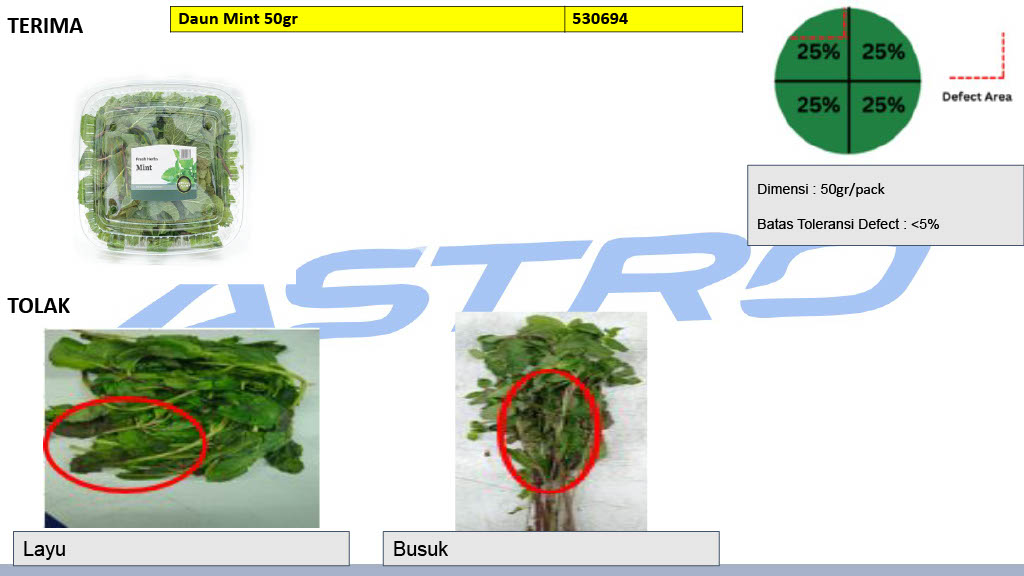 TERIMA
Daun Mint 50gr 530694
25% 25%
25% 25%
Defect Area
Fresh Herbs
Mint
Dimensi : 50gr/pack
Batas Toleransi Defect : <5%
ASTRO
TOLAK
Layu
Busuk